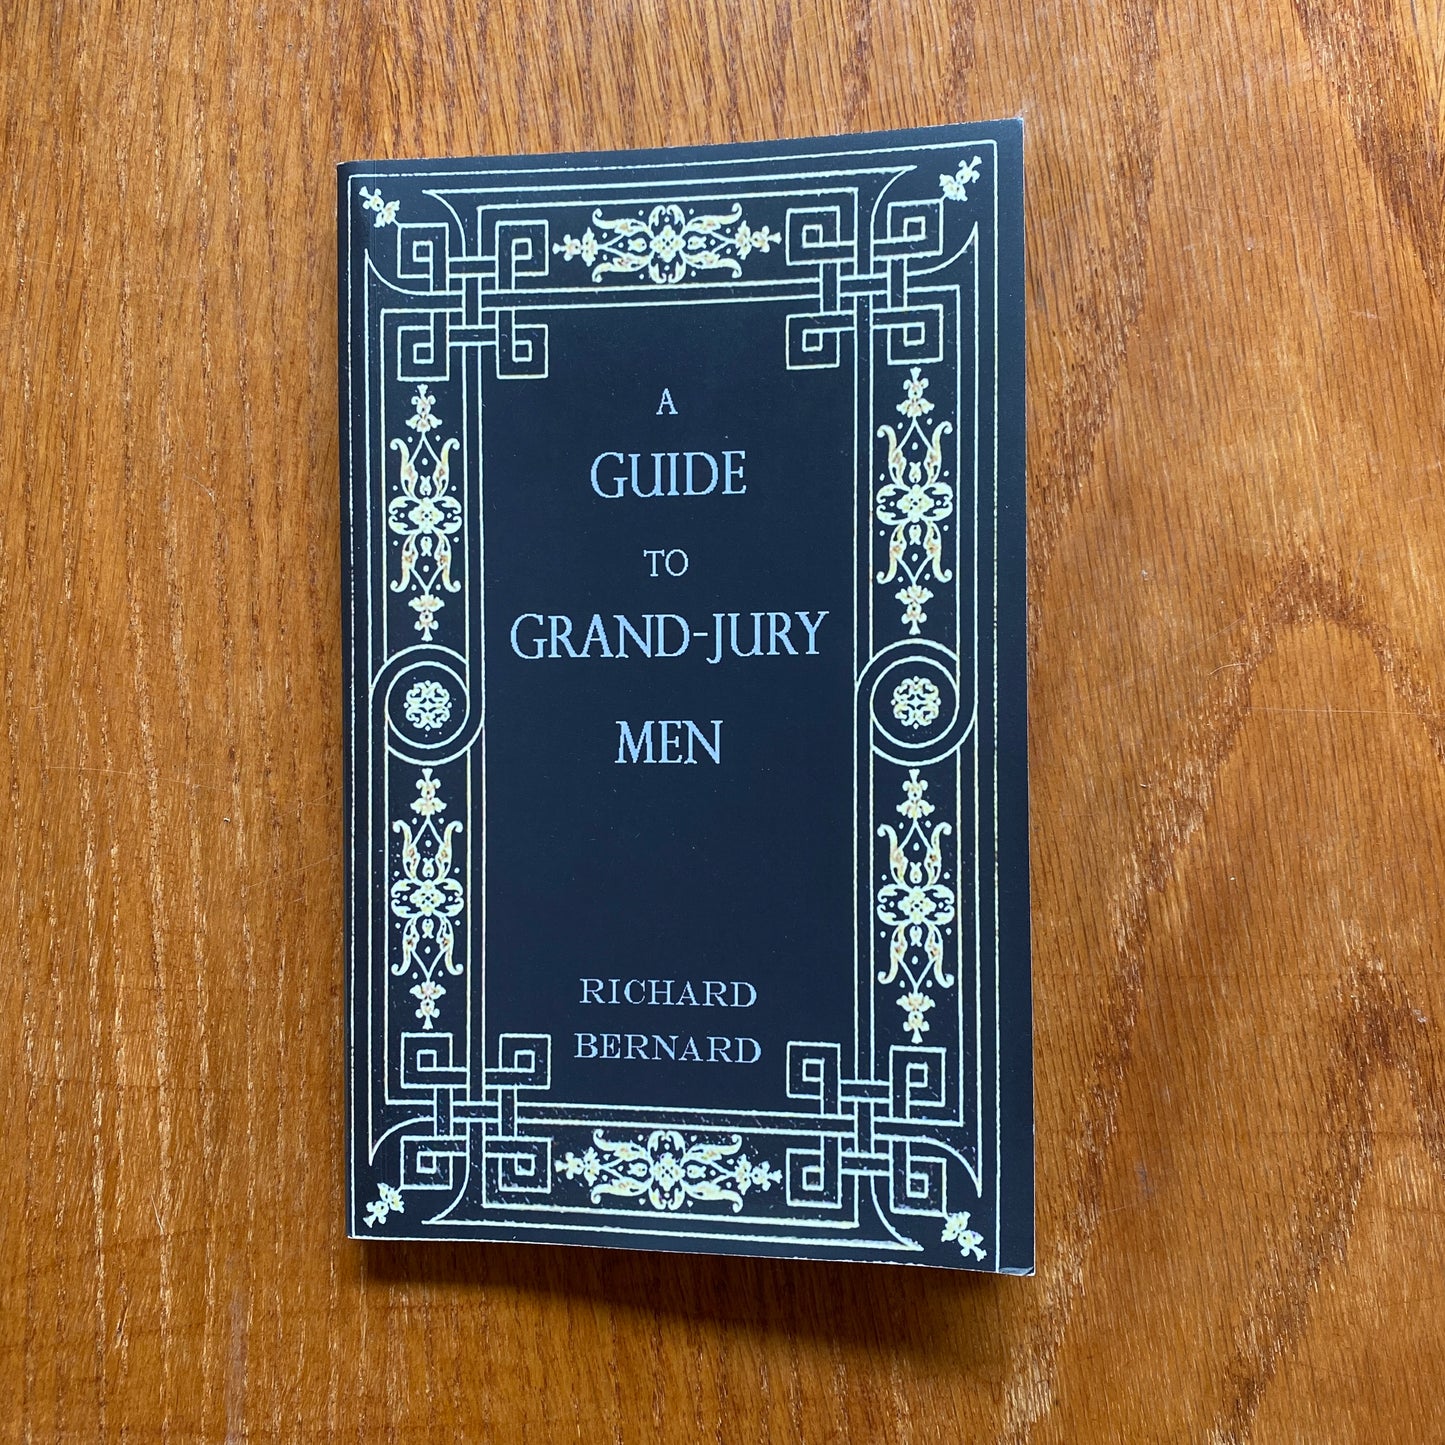 A
GUIDE
TO
GRAND-JURY
MEN
RICHARD
BERNARD